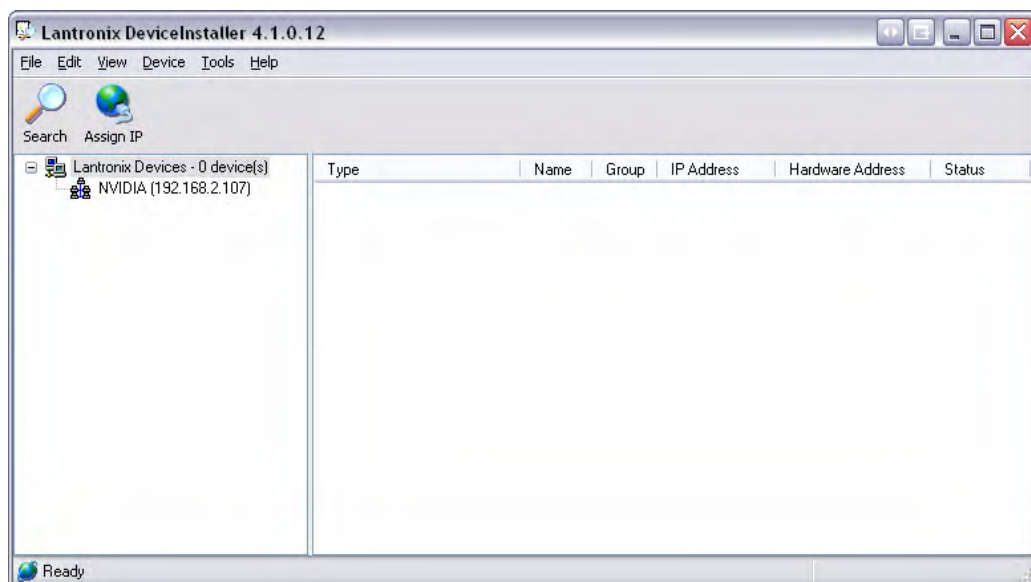 Lantronix DeviceInstaller 4.1.0.12
File Edit View Device Tools Help
Search Assign IP
Lantronix Devices - 0 device(s)
NVIDIA (192.168.2.107)
Type Name Group IP Address Hardware Address Status
Ready